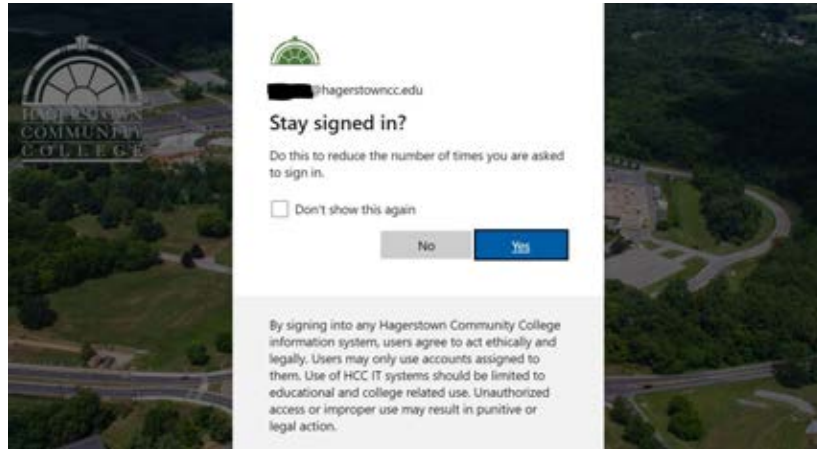 HAGERSTOWN
COMMUNITY
COLLEGE
@hagerstowncc.edu
Stay signed in?
Do this to reduce the number of times you are asked
to sign in.
Don't show this again
No
Yes
By signing into any Hagerstown Community College
information system, users agree to act ethically and
legally. Users may only use accounts assigned to
them. Use of HCC IT systems should be limited to
educational and college related use. Unauthorized
access or improper use may result in punitive or
legal action.